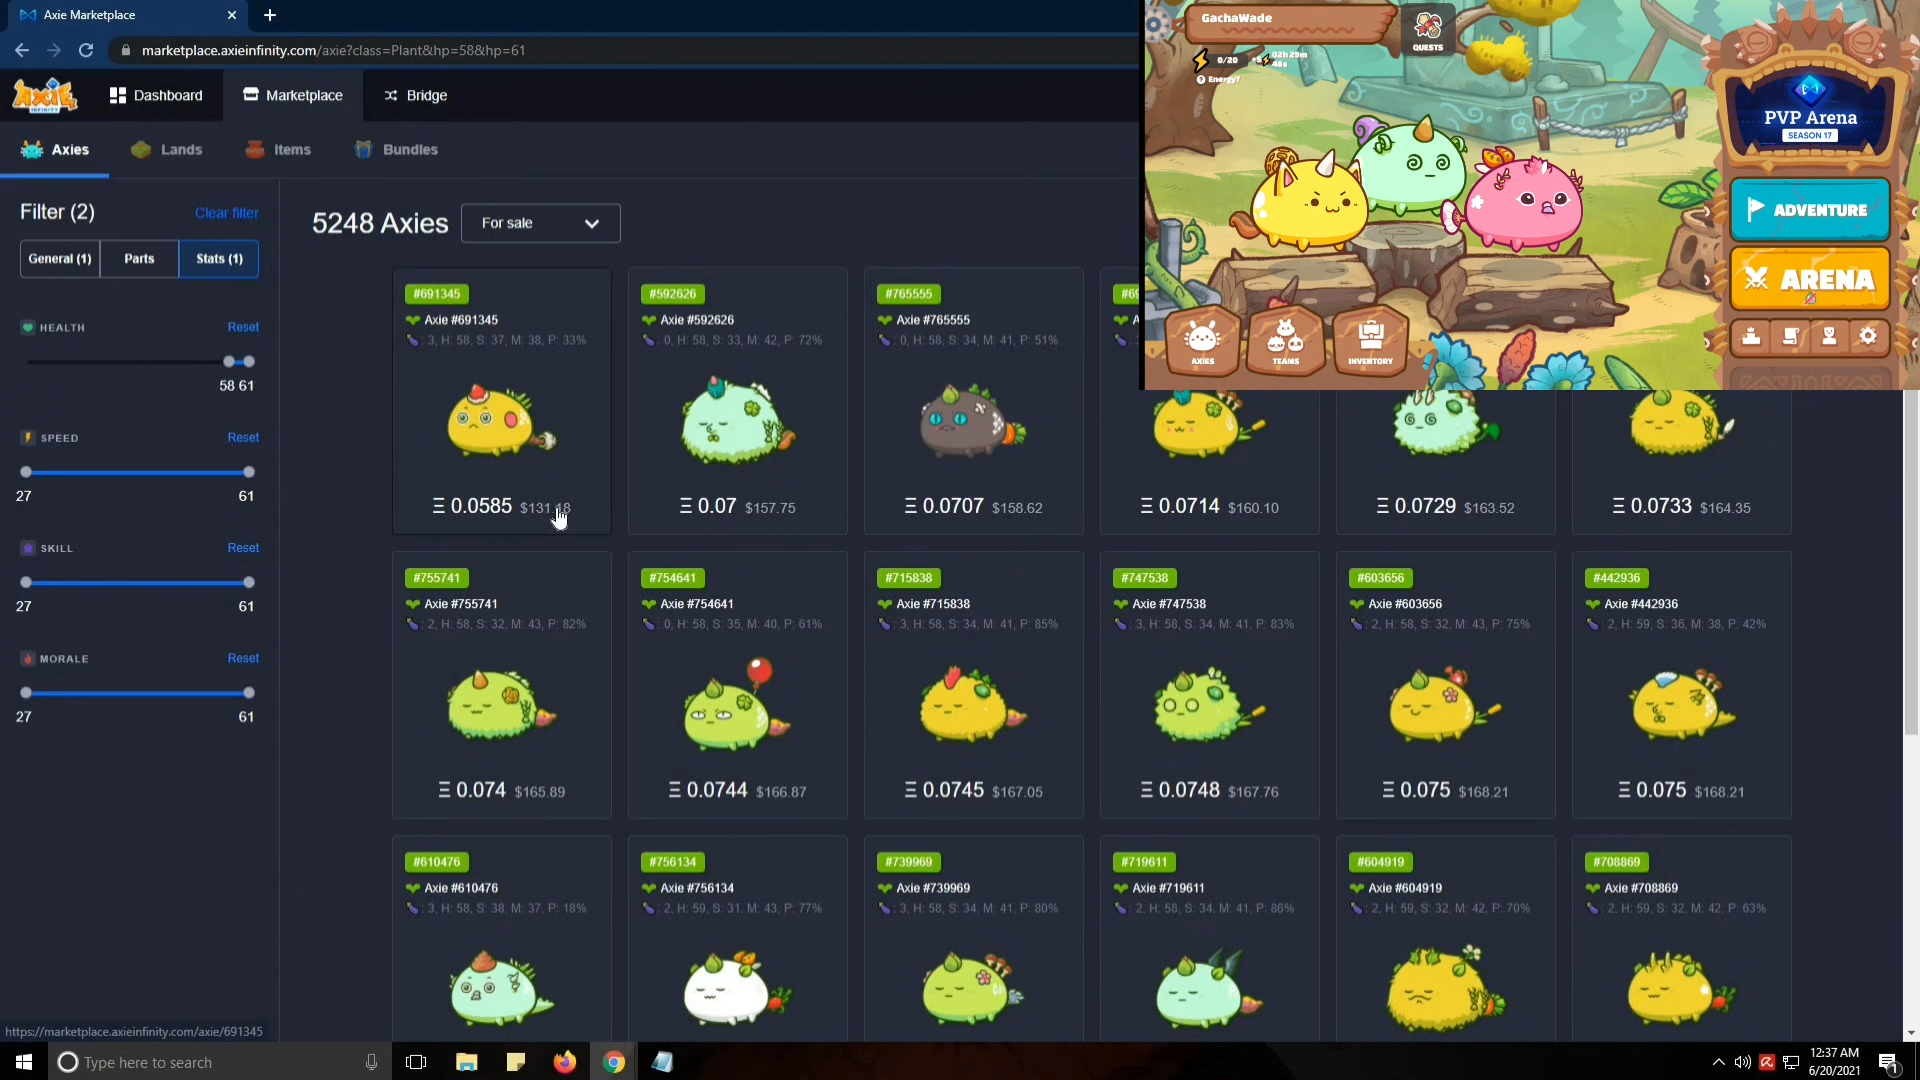 Axie Marketplace
marketplace.axieinfinity.com/axie?class=Plant&hp=58&hp=61
AXIE
INFINITY
Dashboard
Marketplace
Bridge
Axies
Lands
Items
Bundles
Filter (2)
Clear filter
General (1)
Parts
Stats (1)
HEALTH
Reset
58 61
SPEED
Reset
27
61
SKILL
Reset
27
61
MORALE
Reset
27
61
5248 Axies
For sale
#691345
Axie #691345
: 3, H: 58, S: 37, M: 38, P: 33%
Ξ 0.0585 $131.18
#592626
Axie #592626
: 0, H: 58, S: 33, M: 42, P: 72%
Ξ 0.07 $157.75
#765555
Axie #765555
: 0, H: 58, S: 34, M: 41, P: 51%
Ξ 0.0707 $158.62
Ξ 0.0714 $160.10
Ξ 0.0729 $163.52
Ξ 0.0733 $164.35
#755741
Axie #755741
: 2, H: 58, S: 32, M: 43, P: 82%
Ξ 0.074 $165.89
#754641
Axie #754641
: 0, H: 58, S: 35, M: 40, P: 61%
Ξ 0.0744 $166.87
#715838
Axie #715838
: 3, H: 58, S: 34, M: 41, P: 85%
Ξ 0.0745 $167.05
#747538
Axie #747538
: 3, H: 58, S: 34, M: 41, P: 83%
Ξ 0.0748 $167.76
#603656
Axie #603656
: 2, H: 58, S: 32, M: 43, P: 75%
Ξ 0.075 $168.21
#442936
Axie #442936
: 2, H: 59, S: 36, M: 38, P: 42%
Ξ 0.075 $168.21
#610476
Axie #610476
: 3, H: 58, S: 38, M: 37, P: 18%
#756134
Axie #756134
: 2, H: 59, S: 31, M: 43, P: 77%
#739969
Axie #739969
: 3, H: 58, S: 34, M: 41, P: 80%
#719611
Axie #719611
: 2, H: 58, S: 34, M: 41, P: 86%
#604919
Axie #604919
: 2, H: 59, S: 32, M: 42, P: 70%
#708869
Axie #708869
: 2, H: 59, S: 32, M: 42, P: 63%
GachaWade
0/20
02h 29m
46s
Energy?
QUESTS
PVP Arena
SEASON 17
ADVENTURE
ARENA
AXIES
TEAMS
INVENTORY
https://marketplace.axieinfinity.com/axie/691345
Type here to search
12:37 AM
6/20/2021
1